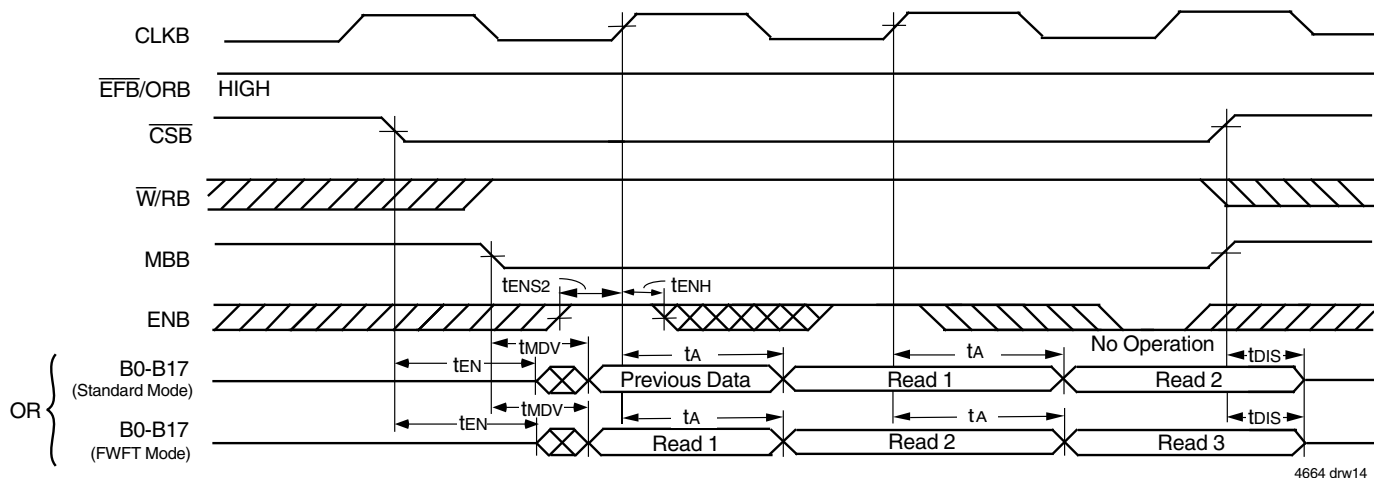 CLKB
EFB/ORB HIGH
CSB
W/RB
MBB
tENS2 tENH
ENB
No Operation
tMDV
tEN tA tA tDIS
B0-B17
(Standard Mode)
Previous Data Read 1 Read 2
OR
tMDV
tEN tA tA tDIS
B0-B17
(FWFT Mode)
Read 1 Read 2 Read 3
4664 drw14